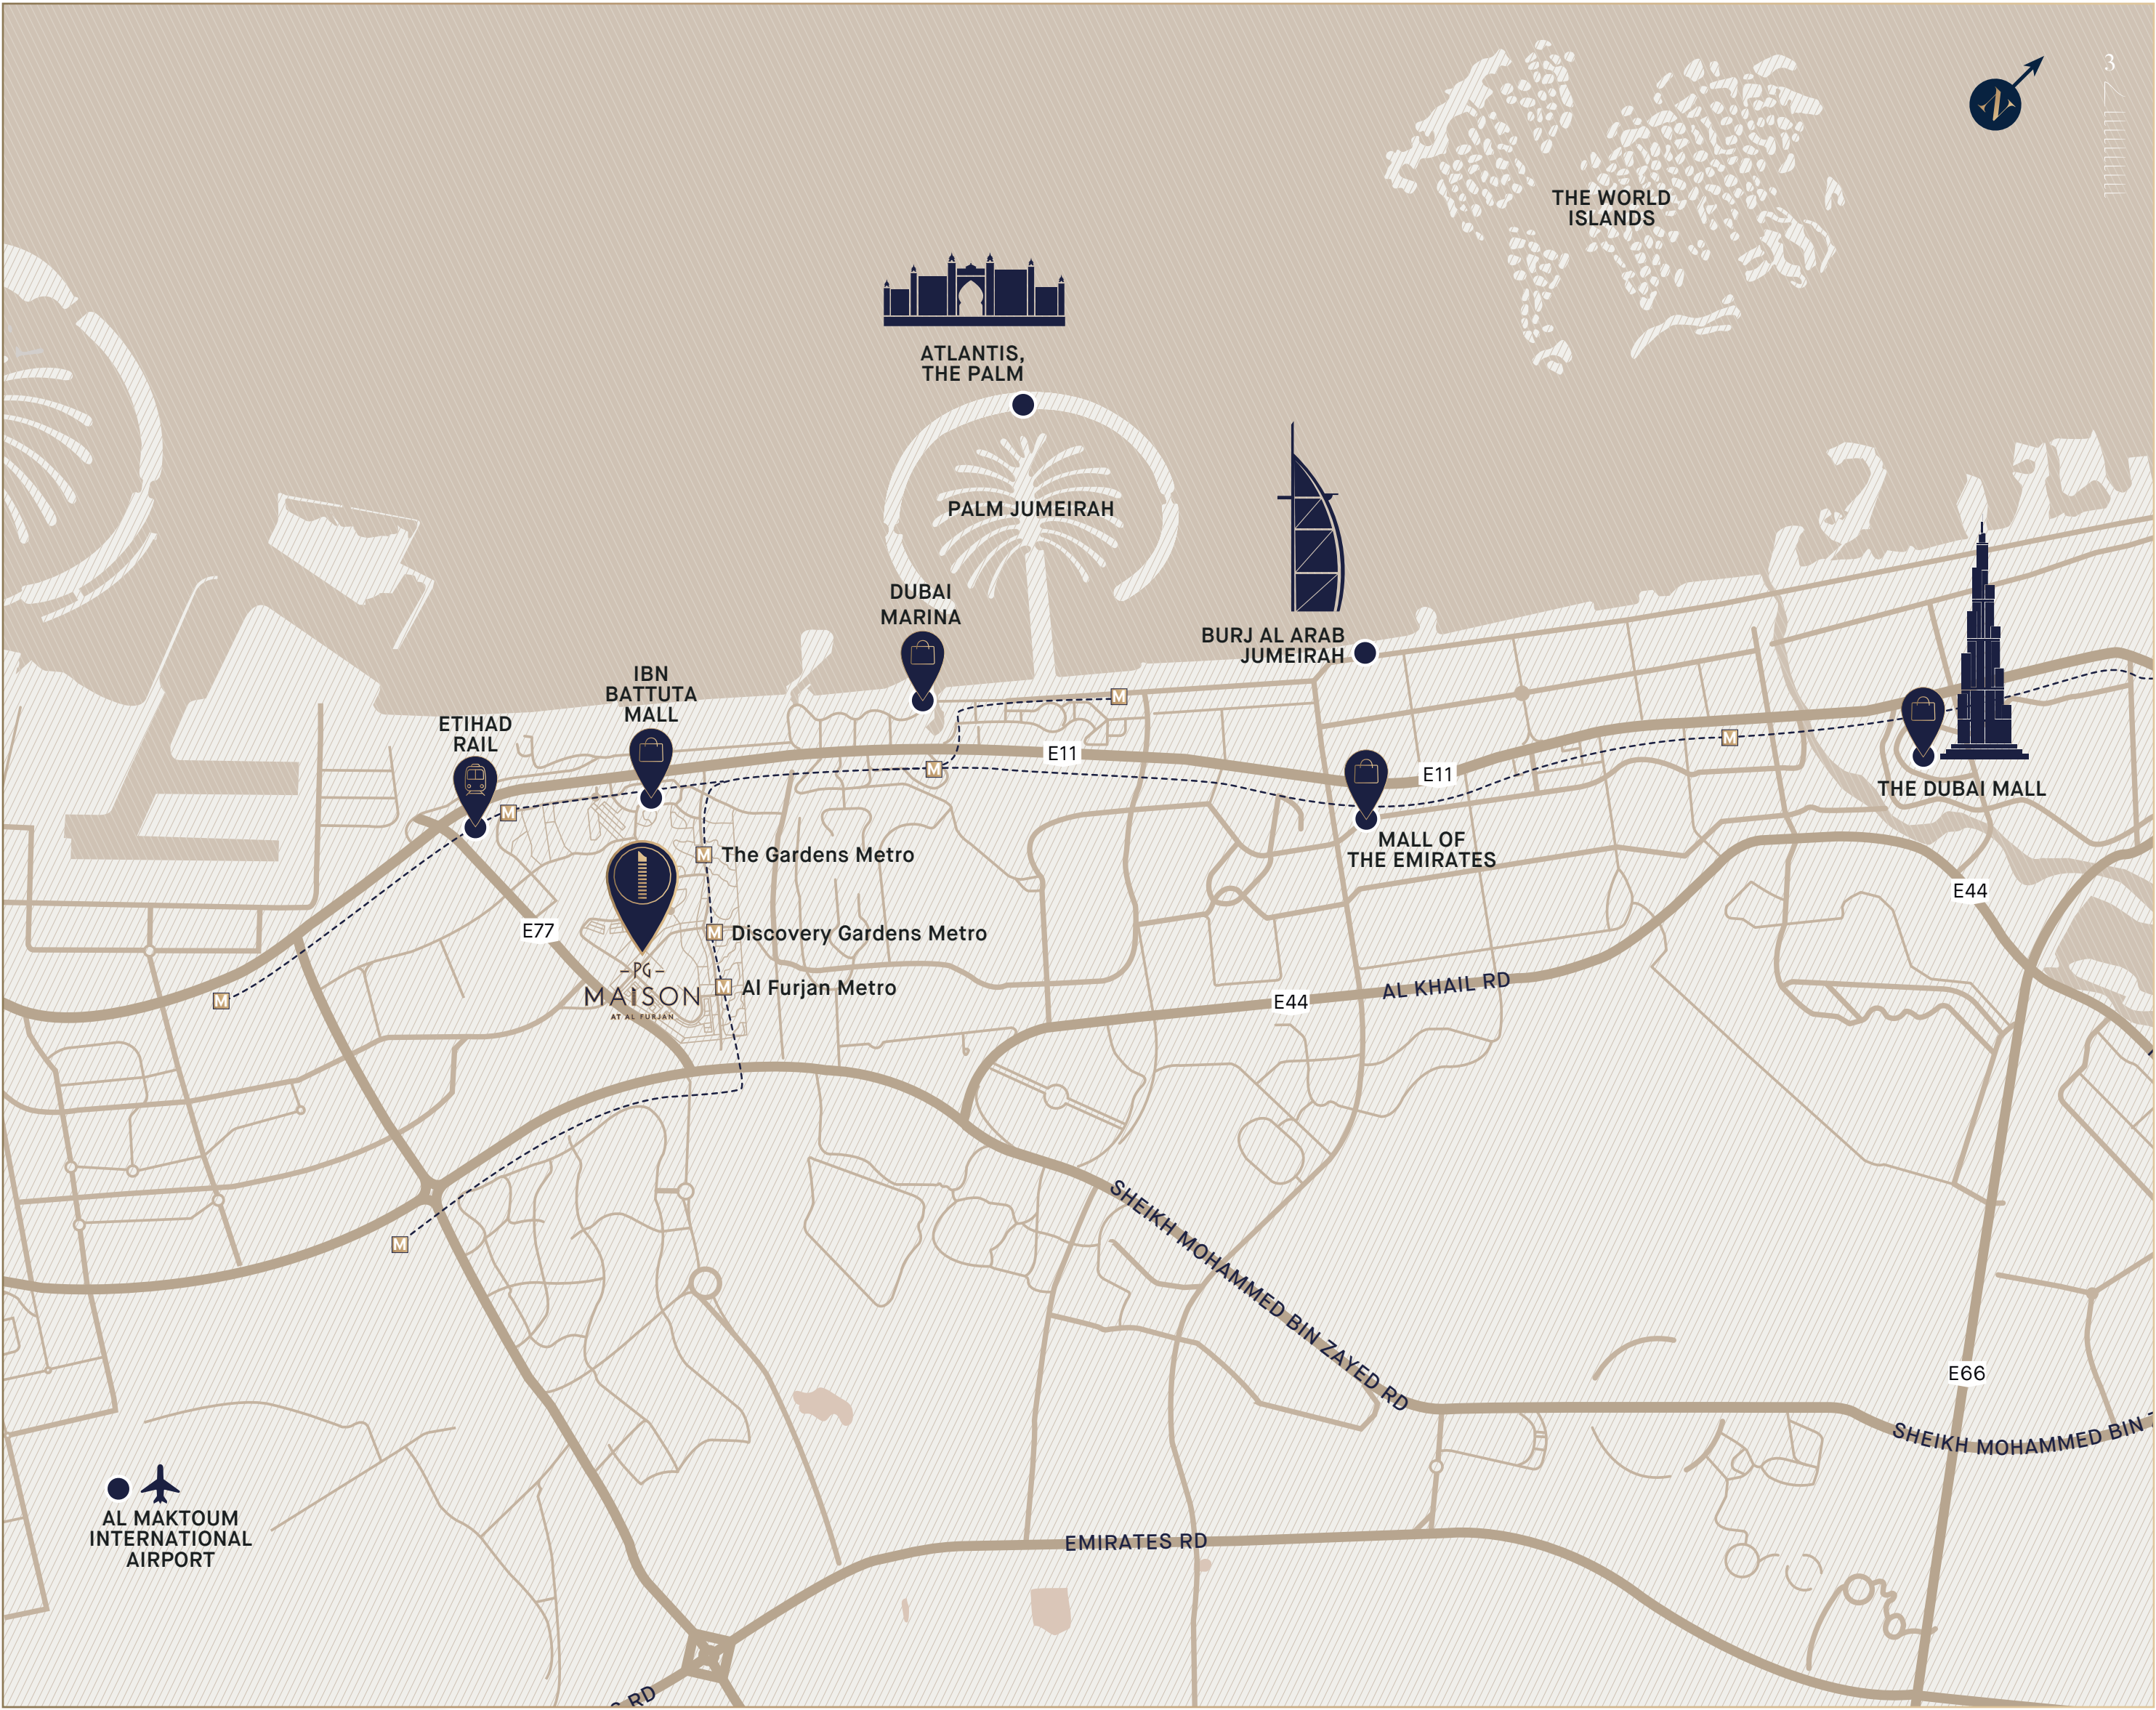 3
N
THE WORLD
ISLANDS
ATLANTIS,
THE PALM
PALM JUMEIRAH
DUBAI
MARINA
BURJ AL ARAB
JUMEIRAH
IBN
BATTUTA
MALL
ETIHAD
RAIL
M
E11
M
M
E11
M
THE DUBAI MALL
M
MALL OF
THE EMIRATES
M The Gardens Metro
E44
E77
M Discovery Gardens Metro
PG
MAISON
AT AL FURJAN
M Al Furjan Metro
M
AL KHAIL RD
E44
SHEIKH MOHAMMED BIN ZAYED RD
M
E66
SHEIKH MOHAMMED BIN
AL MAKTOUM
INTERNATIONAL
AIRPORT
EMIRATES RD
RD